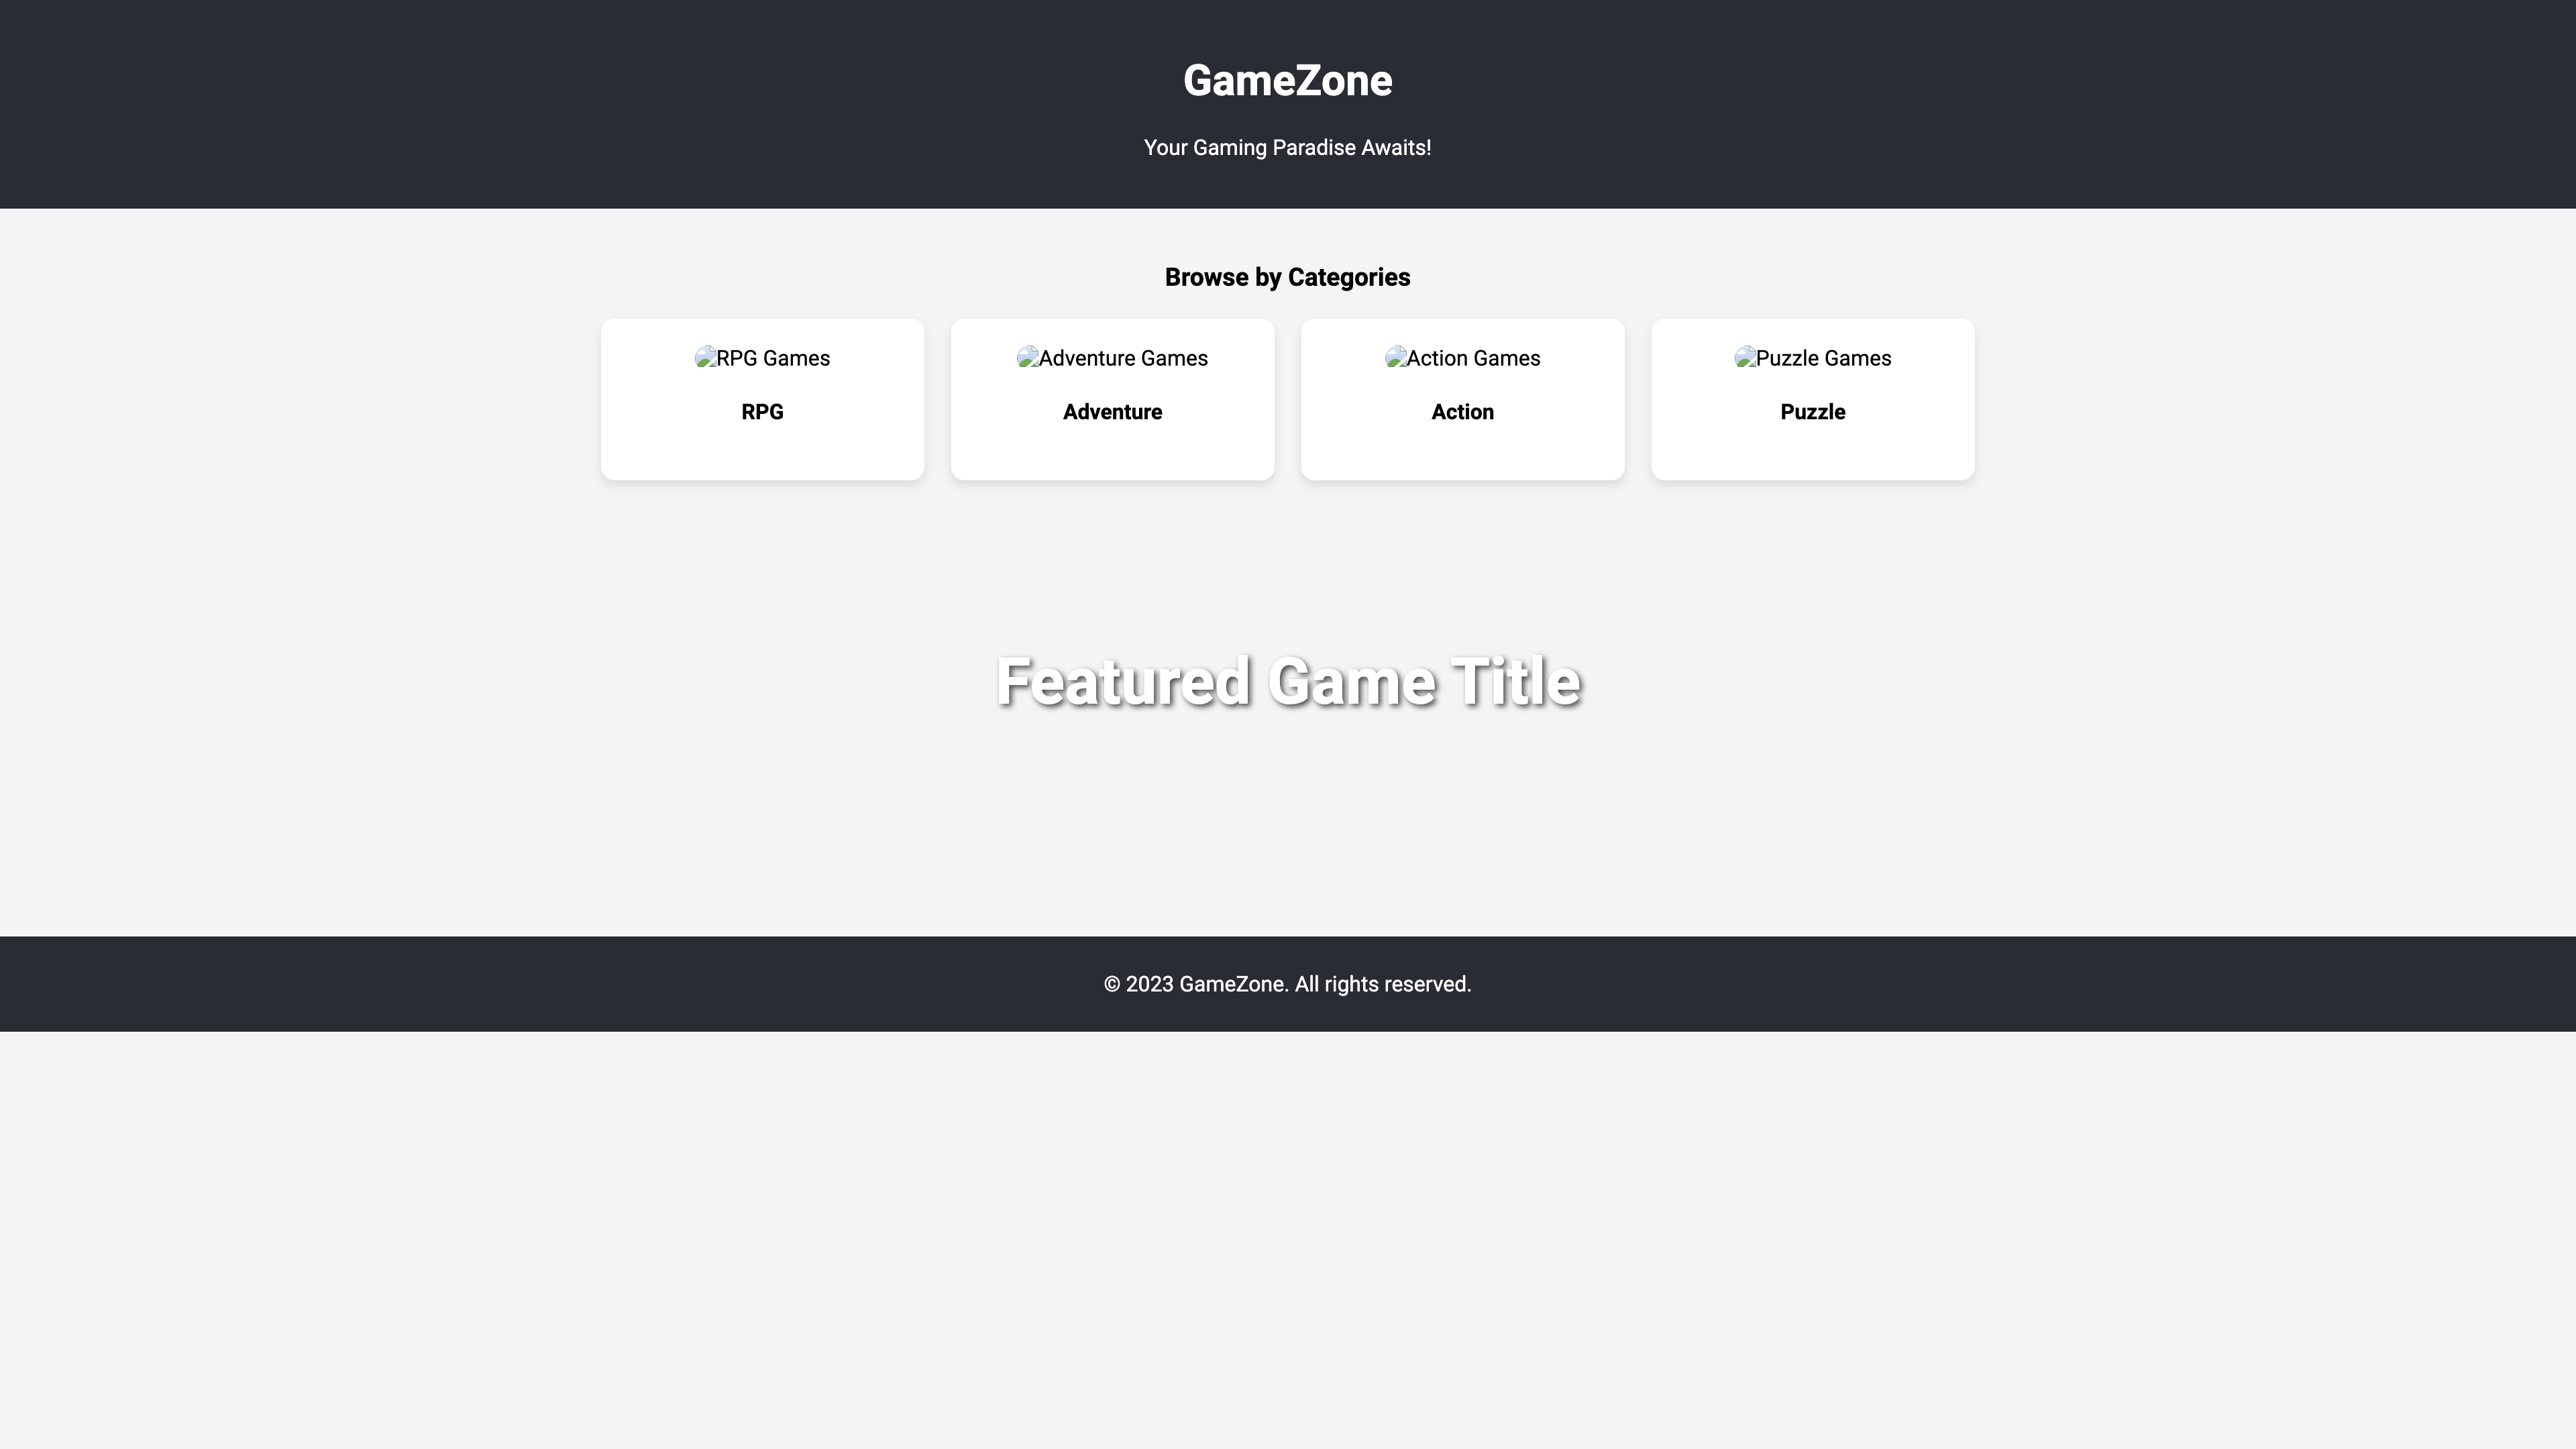 GameZone
Your Gaming Paradise Awaits!
Browse by Categories
RPG Games
Adventure Games
Action Games
Puzzle Games
RPG
Adventure
Action
Puzzle
Featured Game Title
© 2023 GameZone. All rights reserved.